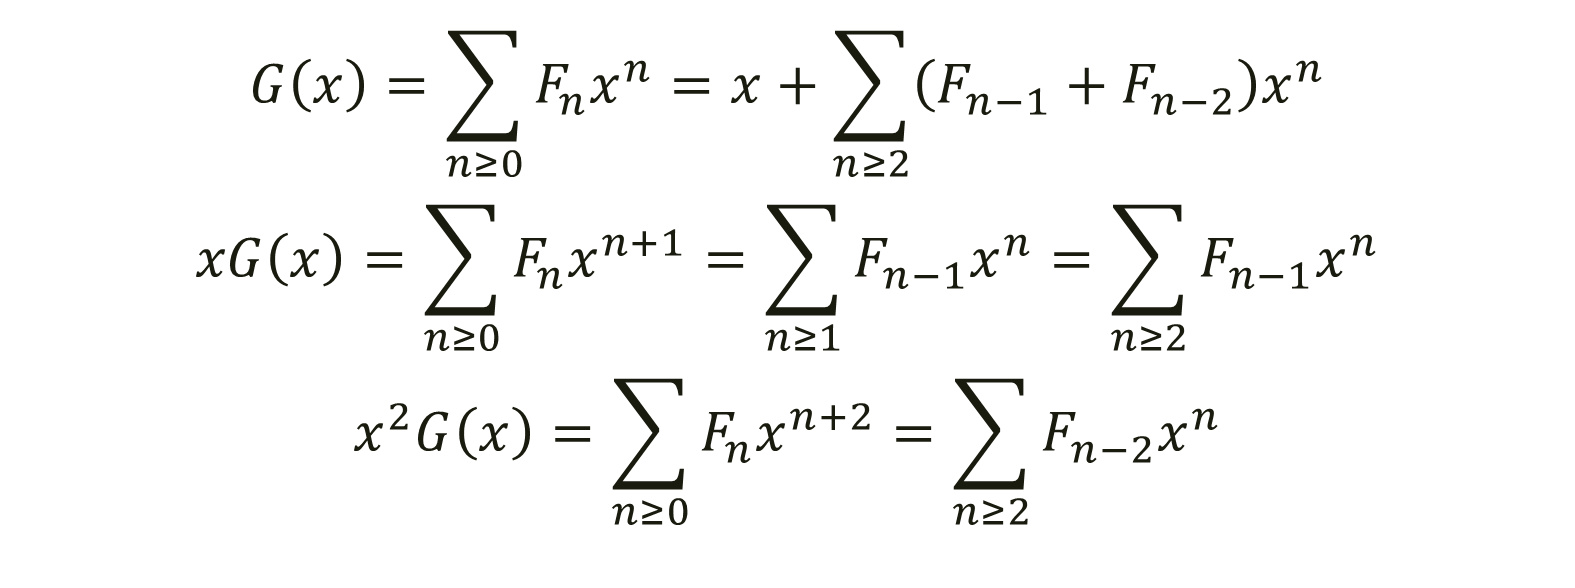 G(x) = ∑_{n≥0} F_n x^n = x + ∑_{n≥2} (F_{n−1} + F_{n−2})x^n
xG(x) = ∑_{n≥0} F_n x^{n+1} = ∑_{n≥1} F_{n−1} x^n = ∑_{n≥2} F_{n−1} x^n
x^2 G(x) = ∑_{n≥0} F_n x^{n+2} = ∑_{n≥2} F_{n−2} x^n